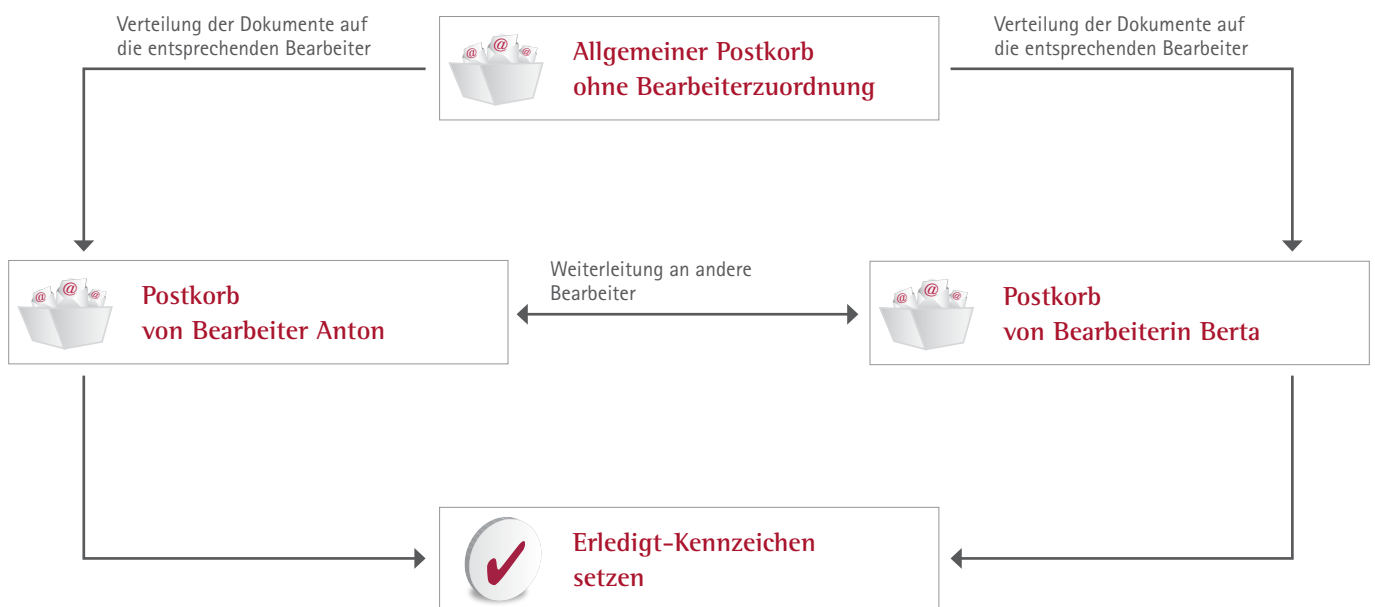 Verteilung der Dokumente auf
die entsprechenden Bearbeiter
@ @ @
Allgemeiner Postkorb
ohne Bearbeiterzuordnung
Verteilung der Dokumente auf
die entsprechenden Bearbeiter
@ @ @
Postkorb
von Bearbeiter Anton
Weiterleitung an andere
Bearbeiter
@ @ @
Postkorb
von Bearbeiterin Berta
Erledigt-Kennzeichen
setzen